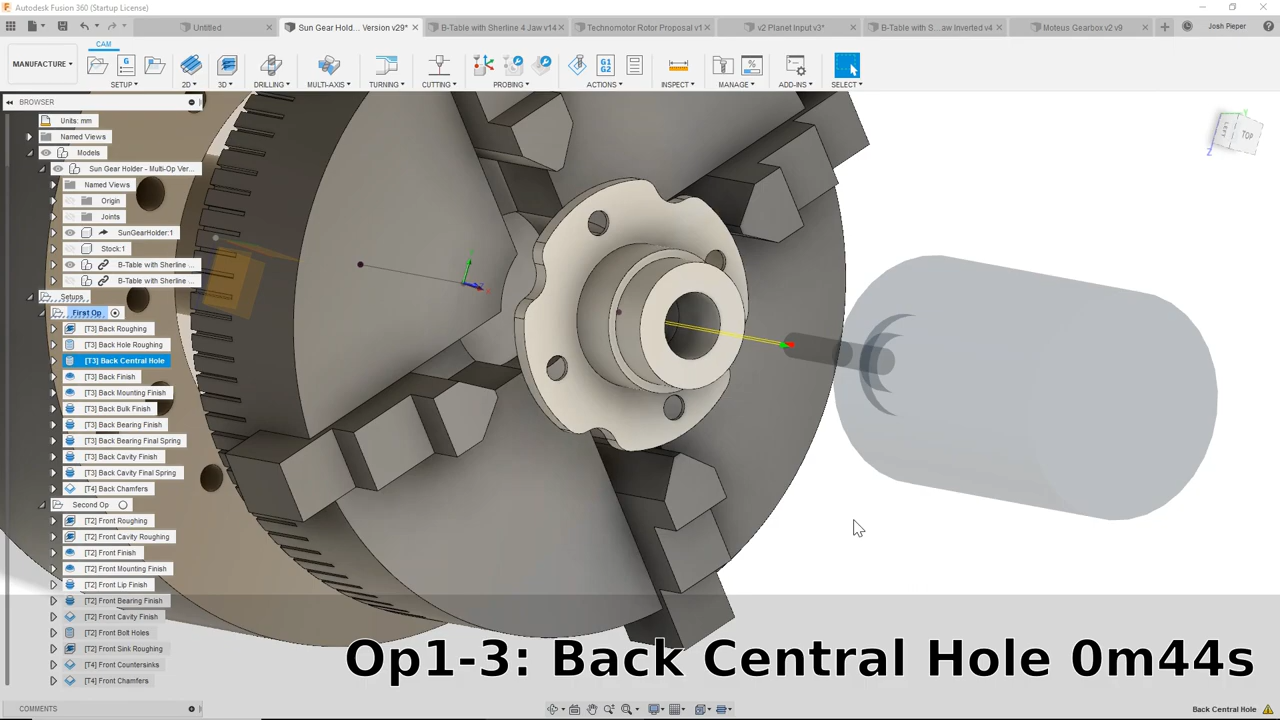 Autodesk Fusion 360 (Startup License)
Untitled
Sun Gear Hold... Version v29*
B-Table with Sherline 4 Jaw v14
Technomotor Rotor Proposal v1
v2 Planet Input v3*
B-Table with S...aw Inverted v4
Moteus Gearbox v2 v9
Josh Pieper
CAM
MANUFACTURE
SETUP
2D
3D
DRILLING
MULTI-AXIS
TURNING
CUTTING
PROBING
G1
G2
ACTIONS
INSPECT
MANAGE
ADD-INS
SELECT
BROWSER
LEFT
TOP
Y
Z
Units: mm
Named Views
Models
Sun Gear Holder - Multi-Op Ver...
Named Views
Origin
Joints
SunGearHolder:1
Stock:1
B-Table with Sherline ...
B-Table with Sherline ...
Setups
First Op
[T3] Back Roughing
[T3] Back Hole Roughing
[T3] Back Central Hole
[T3] Back Finish
[T3] Back Mounting Finish
[T3] Back Bulk Finish
[T3] Back Bearing Finish
[T3] Back Bearing Final Spring
[T3] Back Cavity Finish
[T3] Back Cavity Final Spring
[T4] Back Chamfers
Second Op
[T2] Front Roughing
[T2] Front Cavity Roughing
[T2] Front Finish
[T2] Front Mounting Finish
[T2] Front Lip Finish
[T2] Front Bearing Finish
[T2] Front Cavity Finish
[T2] Front Bolt Holes
[T2] Front Sink Roughing
[T4] Front Countersinks
[T4] Front Chamfers
Op1-3: Back Central Hole 0m44s
COMMENTS
Back Central Hole